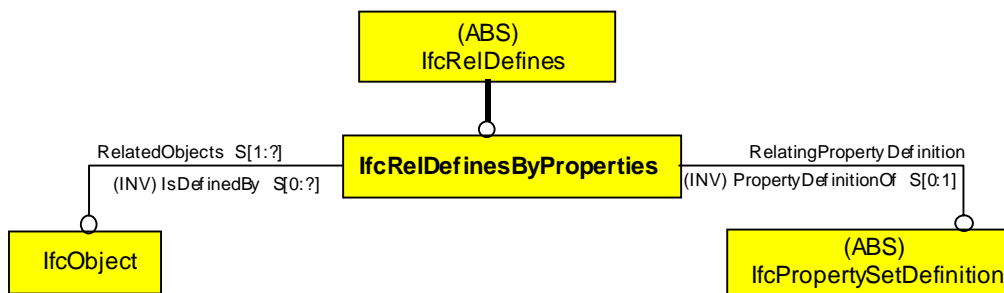 (ABS)
IfcRelDefines
RelatedObjects S[1:?]
(INV) IsDefinedBy S[0:?]
IfcRelDefinesByProperties
RelatingPropertyDefinition
(INV) PropertyDefinitionOf S[0:1]
IfcObject
(ABS)
IfcPropertySetDefinition